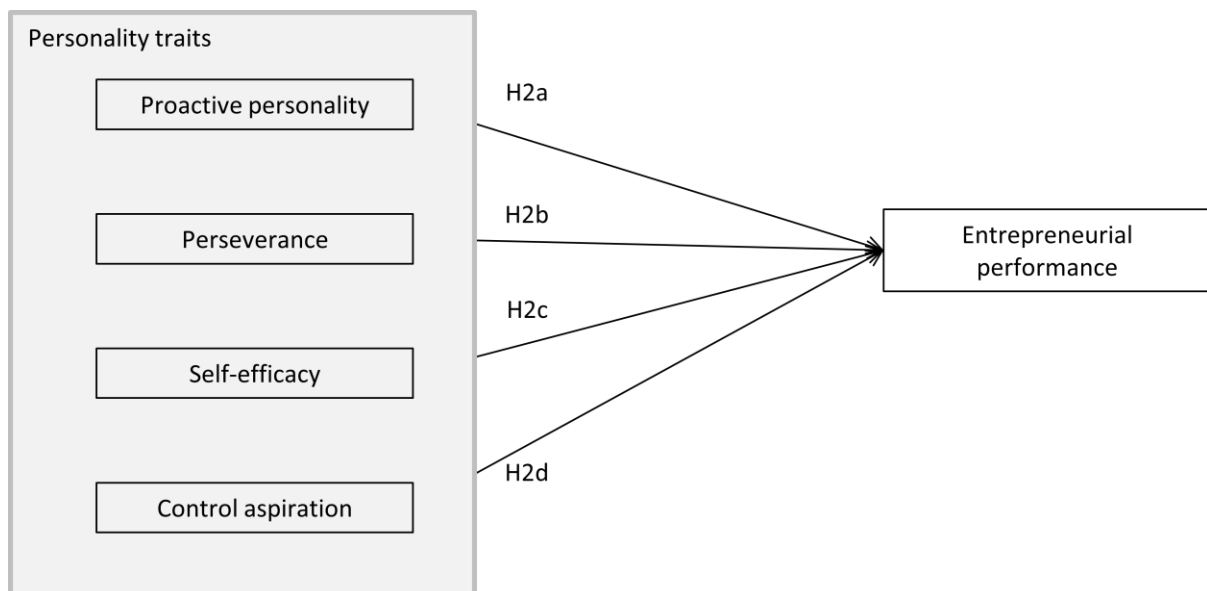 Personality traits
Proactive personality
H2a
Perseverance
H2b
Entrepreneurial
performance
H2c
Self-efficacy
H2d
Control aspiration